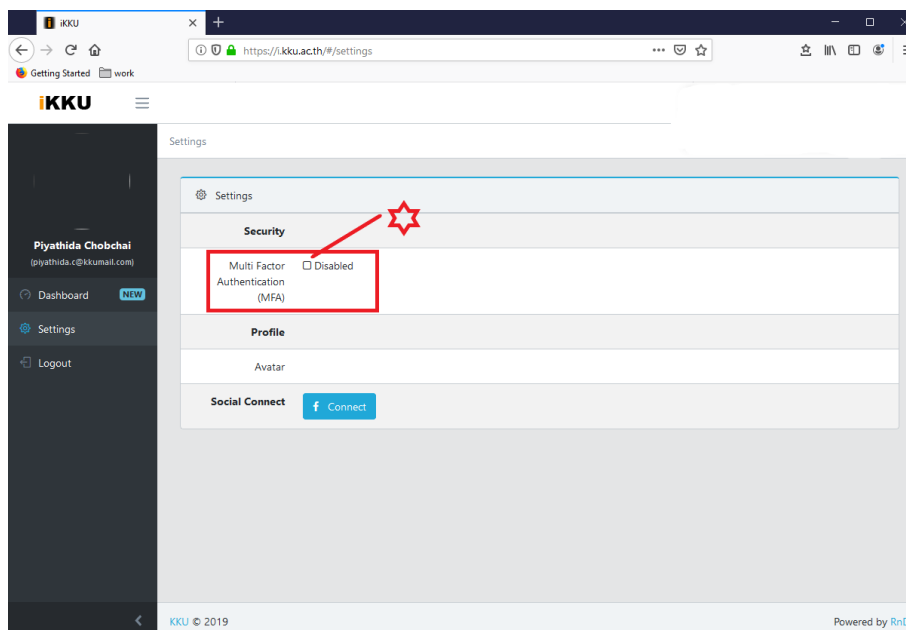 iKKU
https://i.kku.ac.th/#/settings
Getting Started work
iKKU
Settings
Piyathida Chobchai
(piyathida.c@kkumail.com)
Dashboard NEW
Settings
Logout
Settings
Security
Multi Factor
Authentication
(MFA)
Disabled
Profile
Avatar
Social Connect
Connect
KKU © 2019
Powered by RnD